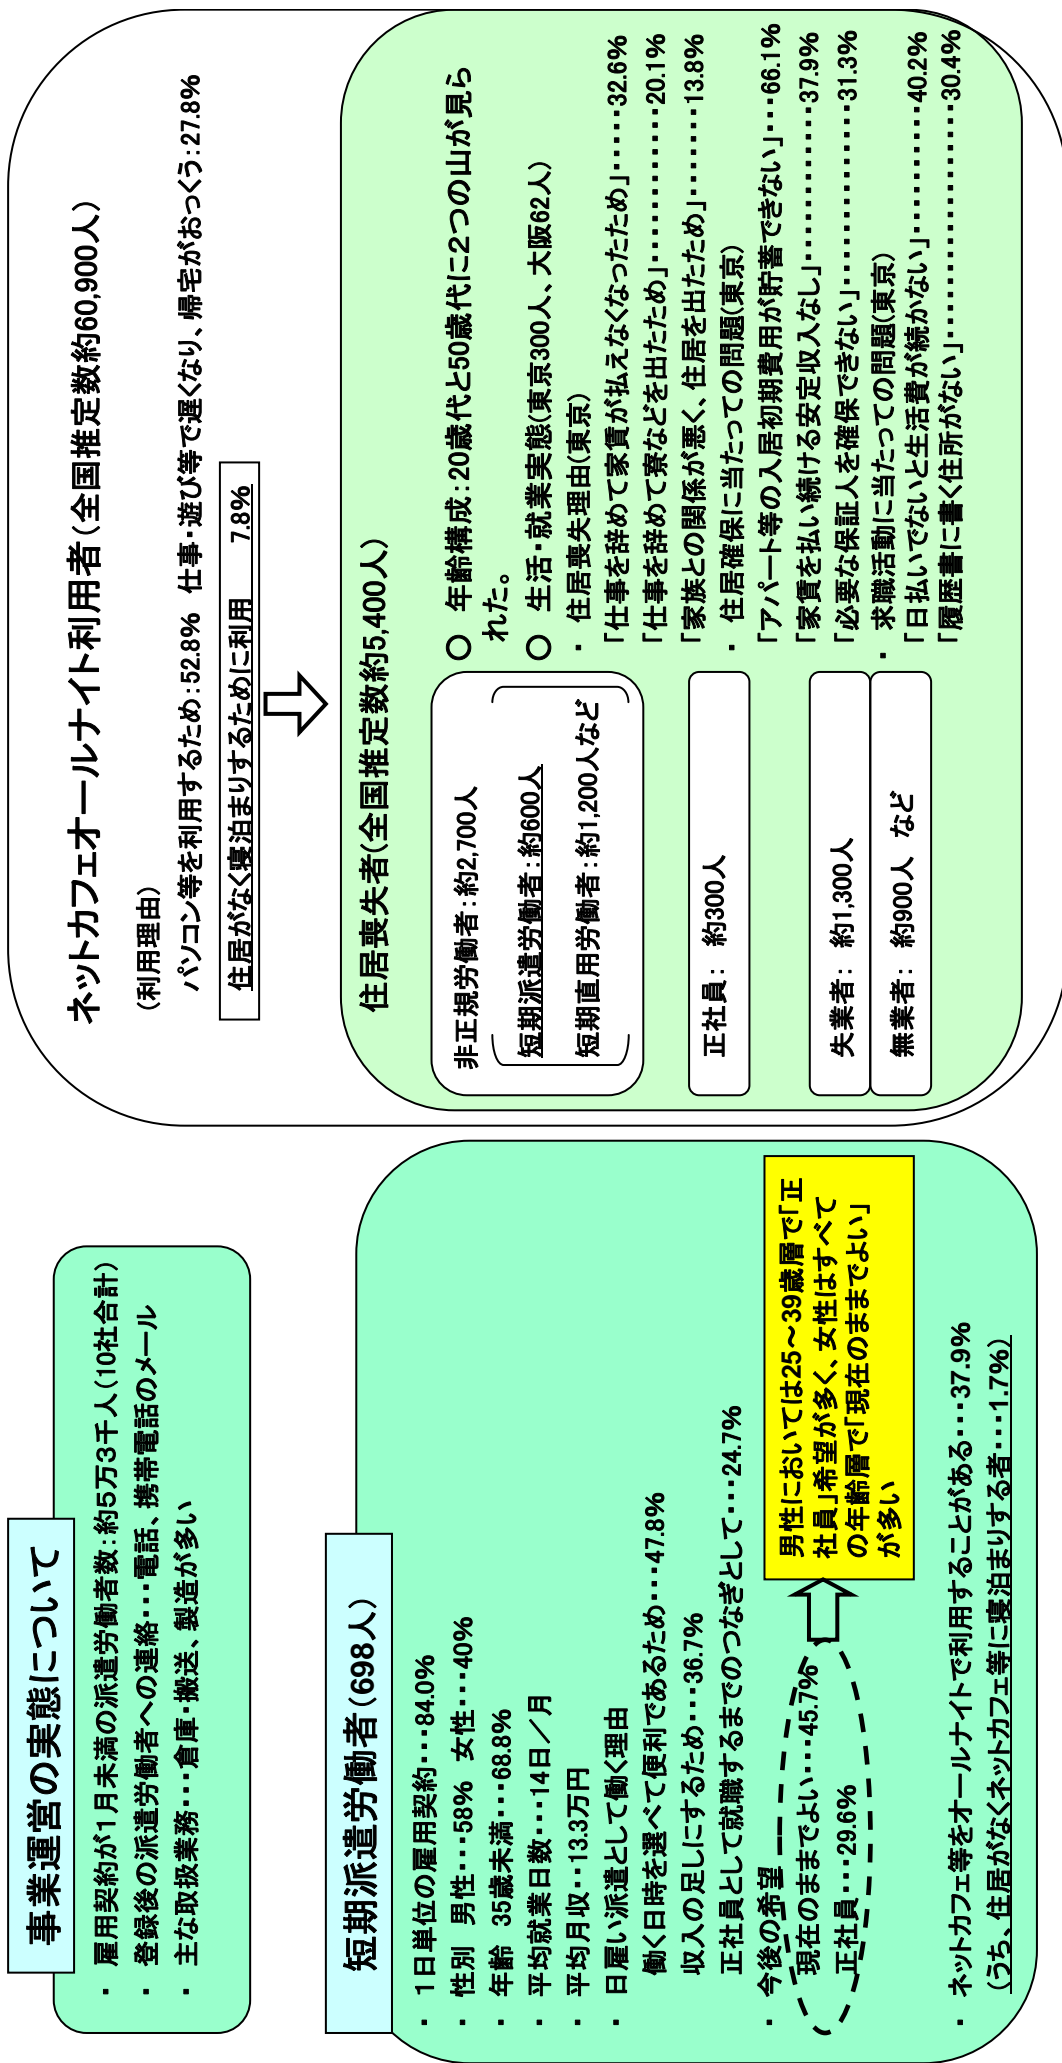 事業運営の実態について
・ 雇用契約が1月未満の派遣労働者数：約5万3千人（10社合計）
・ 登録後の派遣労働者への連絡・・・電話、携帯電話のメール
・ 主な取扱業務・・・倉庫・搬送、製造が多い
短期派遣労働者（698人）
・ 1日単位の雇用契約・・・84.0%
・ 性別 男性・・・58% 女性・・・40%
・ 年齢 35歳未満・・・68.8%
・ 平均就業日数・・・14日／月
・ 平均月収・・・13.3万円
・ 日雇い派遣として働く理由
働く日時を選べて便利であるため・・・47.8%
収入の足しにするため・・・36.7%
正社員として就職するまでのつなぎとして・・・24.7%
・ 今後の希望
現在のままでよい・・・45.7%
正社員・・・29.6%
男性においては25～39歳層で「正
社員」希望が多く、女性はすべて
の年齢層で「現在のままでよい」
が多い
・ ネットカフェ等をオールナイトで利用することがある・・・37.9%
（うち、住居がなくネットカフェ等に寝泊まりする者・・・1.7%）
ネットカフェオールナイト利用者（全国推定数約60,900人）
（利用理由）
パソコン等を利用するため：52.8% 仕事・遊び等で遅くなり、帰宅がおっくう：27.8%
住居がなく寝泊まりするために利用 7.8%
住居喪失者（全国推定数約5,400人）
非正規労働者：約2,700人
短期派遣労働者：約600人
短期直用労働者：約1,200人など
正社員： 約300人
失業者： 約1,300人
無業者： 約900人 など
○ 年齢構成：20歳代と50歳代に2つの山が見ら
れた。
○ 生活・就業実態（東京300人、大阪62人）
・ 住居喪失理由（東京）
「仕事を辞めて家賃が払えなくなったため」・・・・・32.6%
「仕事を辞めて寮などを出たため」・・・・・・・・・・・20.1%
「家族との関係が悪く、住居を出たため」・・・・・・13.8%
・ 住居確保に当たっての問題（東京）
「アパート等の入居初期費用が貯蓄できない」・・・66.1%
「家賃を払い続ける安定収入なし」・・・・・・・・・・・・37.9%
「必要な保証人を確保できない」・・・・・・・・・・・・・・31.3%
・ 求職活動に当たっての問題（東京）
「日払いでないと生活費が続かない」・・・・・・・・・・・40.2%
「履歴書に書く住所がない」・・・・・・・・・・・・・・・・・・30.4%